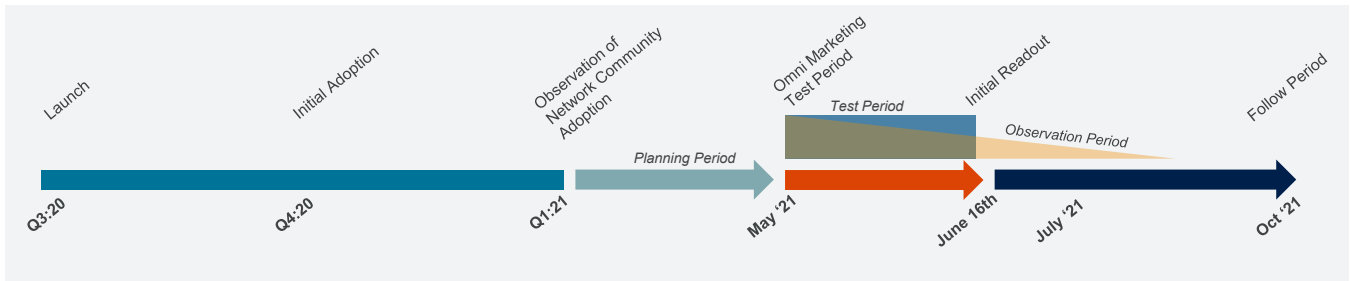 Launch
Initial Adoption
Observation of
Network Community
Adoption
Omni Marketing
Test Period
Initial Readout
Follow Period
Test Period
Observation Period
Planning Period
Q3:20
Q4:20
Q1:21
May ‘21
June 16th
July ‘21
Oct ‘21